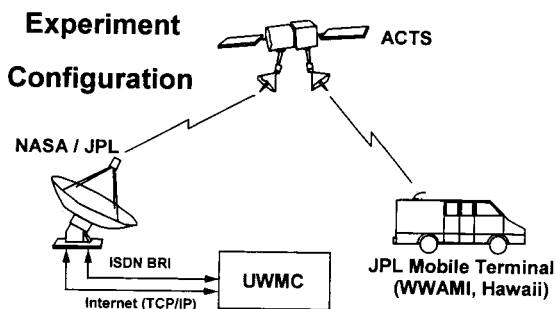 Experiment
Configuration
ACTS
NASA / JPL
ISDN BRI
Internet (TCP/IP)
UWMC
JPL Mobile Terminal
(WWAMI, Hawaii)